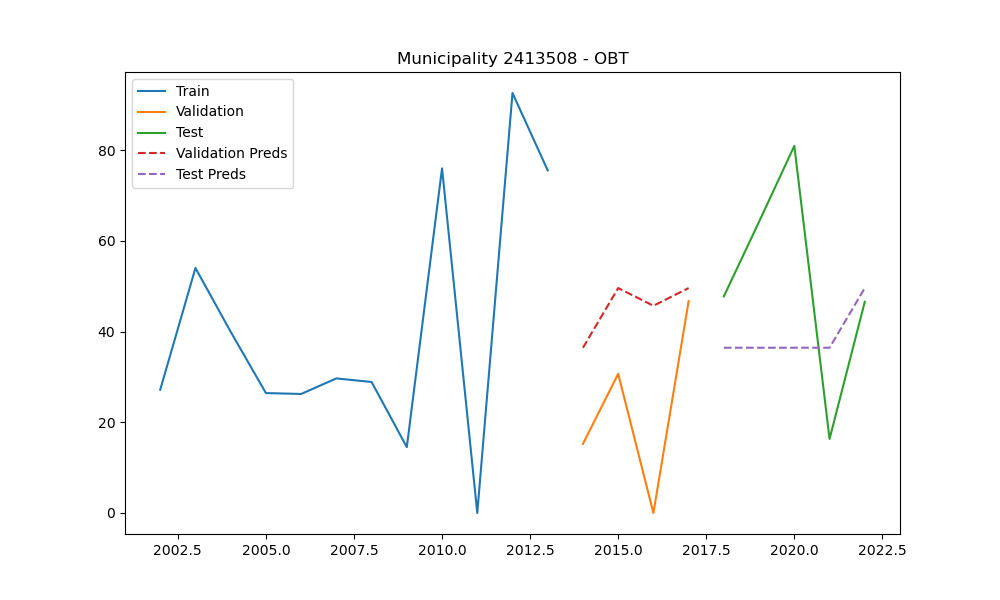 Municipality 2413508 - OBT
Train
Validation
Test
Validation Preds
Test Preds
80
60
40
20
0
2002.5 2005.0 2007.5 2010.0 2012.5 2015.0 2017.5 2020.0 2022.5